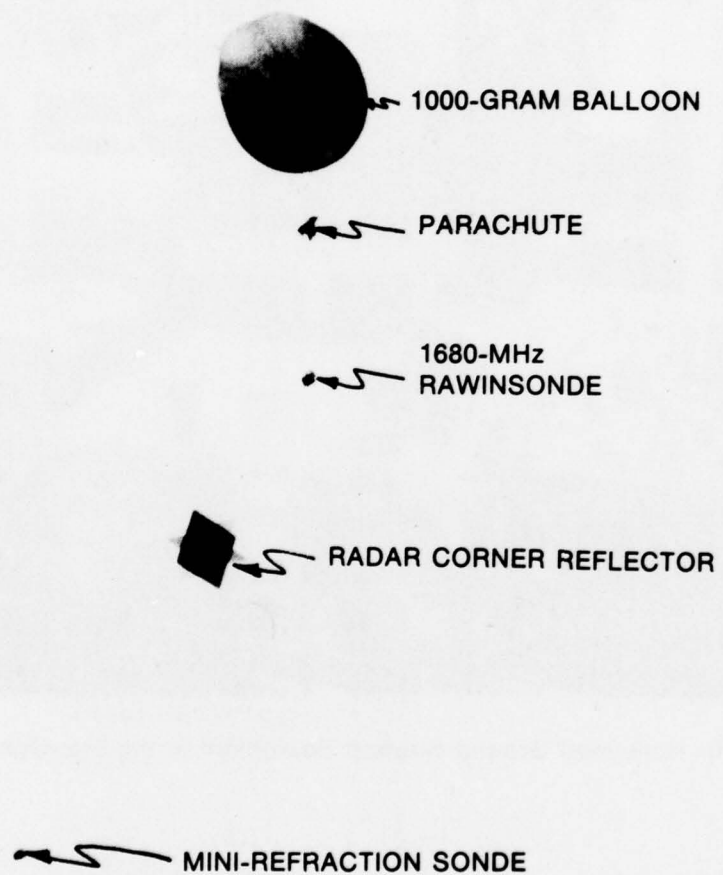 1000-GRAM BALLOON
PARACHUTE
1680-MHz
RAWINSONDE
RADAR CORNER REFLECTOR
MINI-REFRACTION SONDE